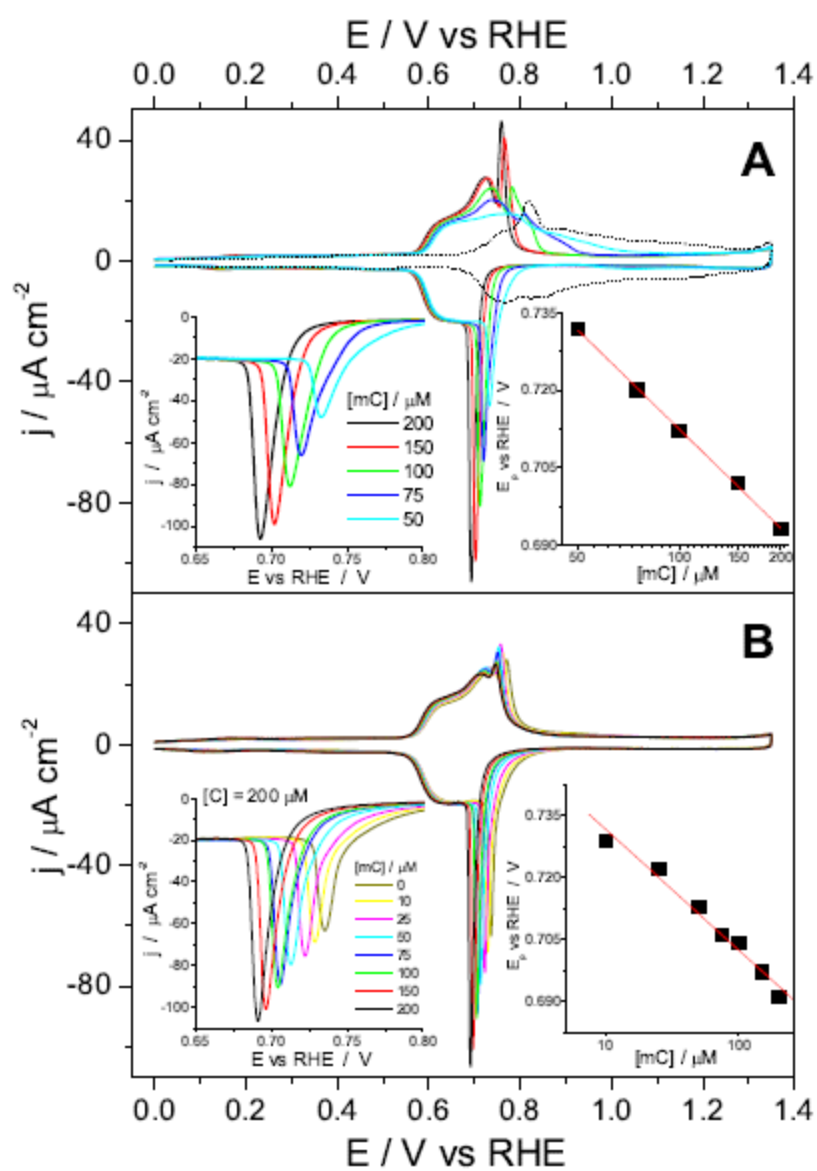 E / V vs RHE
0.0 0.2 0.4 0.6 0.8 1.0 1.2 1.4
A
40
0
-40
-80
j / μA cm-2
0
-20
-40
-60
-80
-100
j / μA cm-2
0.65 0.70 0.75 0.80
E vs RHE / V
[mC] / μM
200
150
100
75
50
0.735
0.720
0.705
0.690
Ep vs RHE / V
50 100 150 200
[mC] / μM
B
40
0
-40
-80
j / μA cm-2
[C] = 200 μM
0
-20
-40
-60
-80
-100
j / μA cm-2
0.65 0.70 0.75 0.80
E vs RHE / V
[mC] / μM
0
10
25
50
75
100
150
200
0.735
0.720
0.705
0.690
Ep vs RHE / V
10 100
[mC] / μM
0.0 0.2 0.4 0.6 0.8 1.0 1.2 1.4
E / V vs RHE